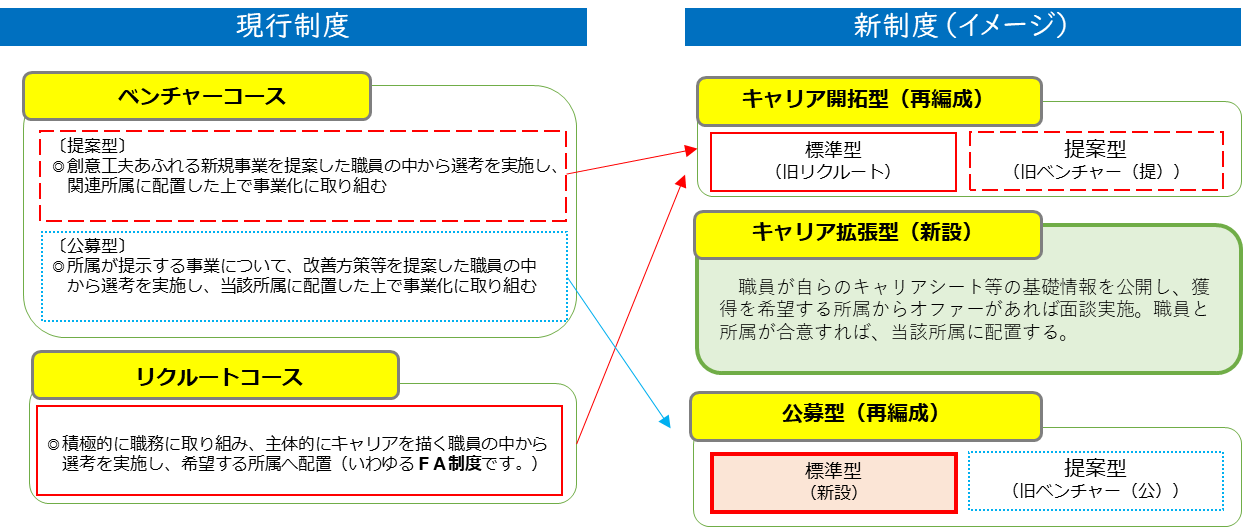 現行制度
ベンチャーコース
〔提案型〕
◎創意工夫あふれる新規事業を提案した職員の中から選考を実施し、
関連所属に配置した上で事業化に取り組む
〔公募型〕
◎所属が提示する事業について、改善方策等を提案した職員の中
から選考を実施し、当該所属に配置した上で事業化に取り組む
リクルートコース
◎積極的に職務に取り組み、主体的にキャリアを描く職員の中から
選考を実施し、希望する所属へ配置（いわゆるＦＡ制度です。）
新制度（イメージ）
キャリア開拓型（再編成）
標準型
（旧リクルート）
提案型
（旧ベンチャー（提））
キャリア拡張型（新設）
職員が自らのキャリアシート等の基礎情報を公開し、獲
得を希望する所属からオファーがあれば面談実施。職員と
所属が合意すれば、当該所属に配置する。
公募型（再編成）
標準型
（新設）
提案型
（旧ベンチャー（公））